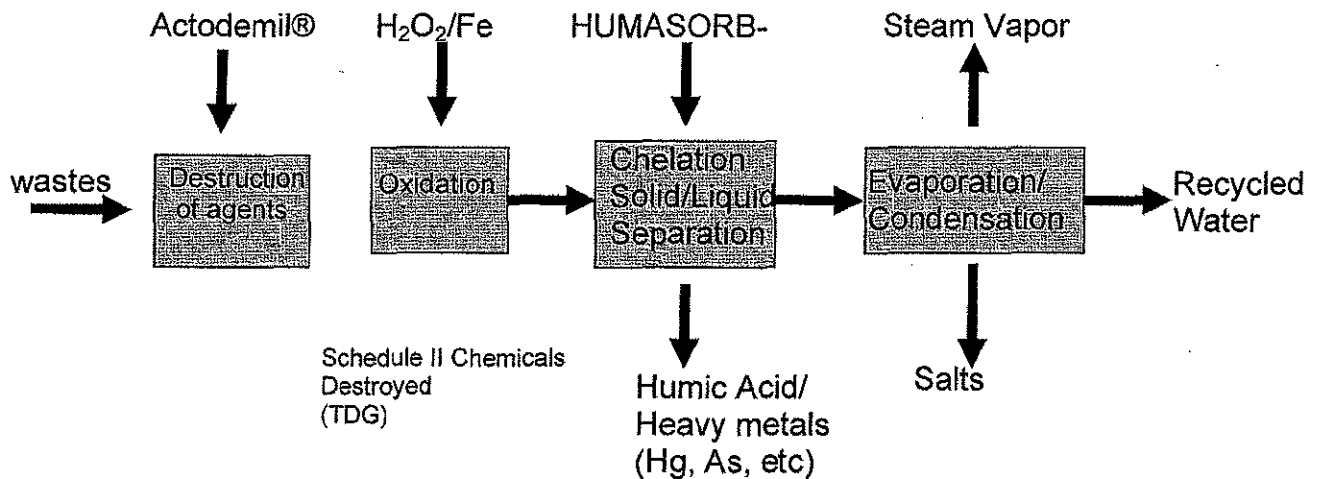 Actodemil®
H₂O₂/Fe
HUMASORB-
Steam Vapor
wastes
Destruction
of agents
Oxidation
Chelation
Solid/Liquid
Separation
Evaporation/
Condensation
Recycled
Water
Schedule II Chemicals
Destroyed
(TDG)
Humic Acid/
Heavy metals
(Hg, As, etc)
Salts